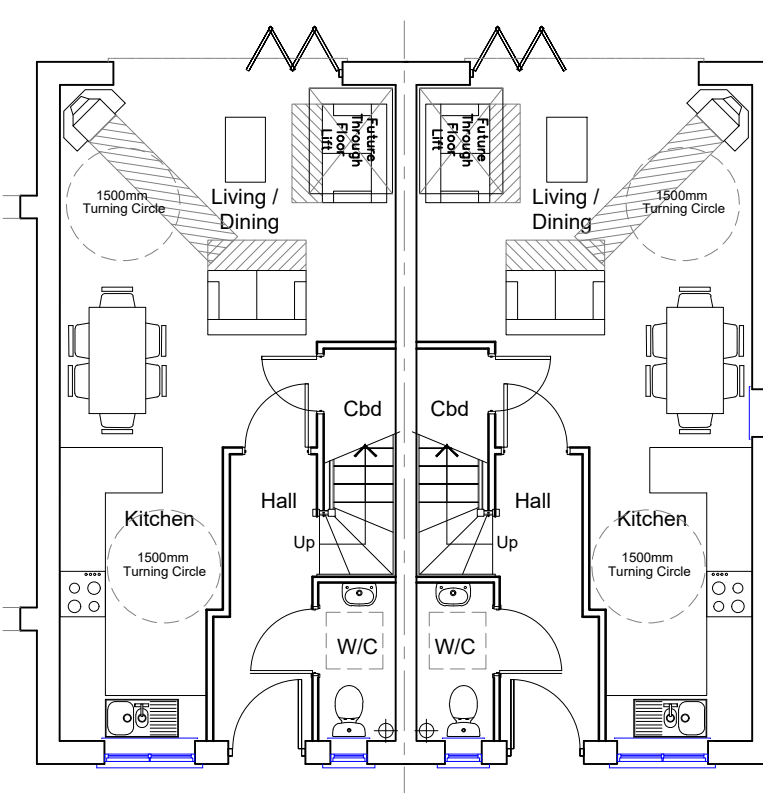 Future
Through
Floor
Lift
Future
Through
Floor
Lift
1500mm
Turning Circle
Living /
Dining
Living /
Dining
1500mm
Turning Circle
Cbd
Cbd
Kitchen
1500mm
Turning Circle
Hall
Up
Hall
Up
Kitchen
1500mm
Turning Circle
W/C
W/C